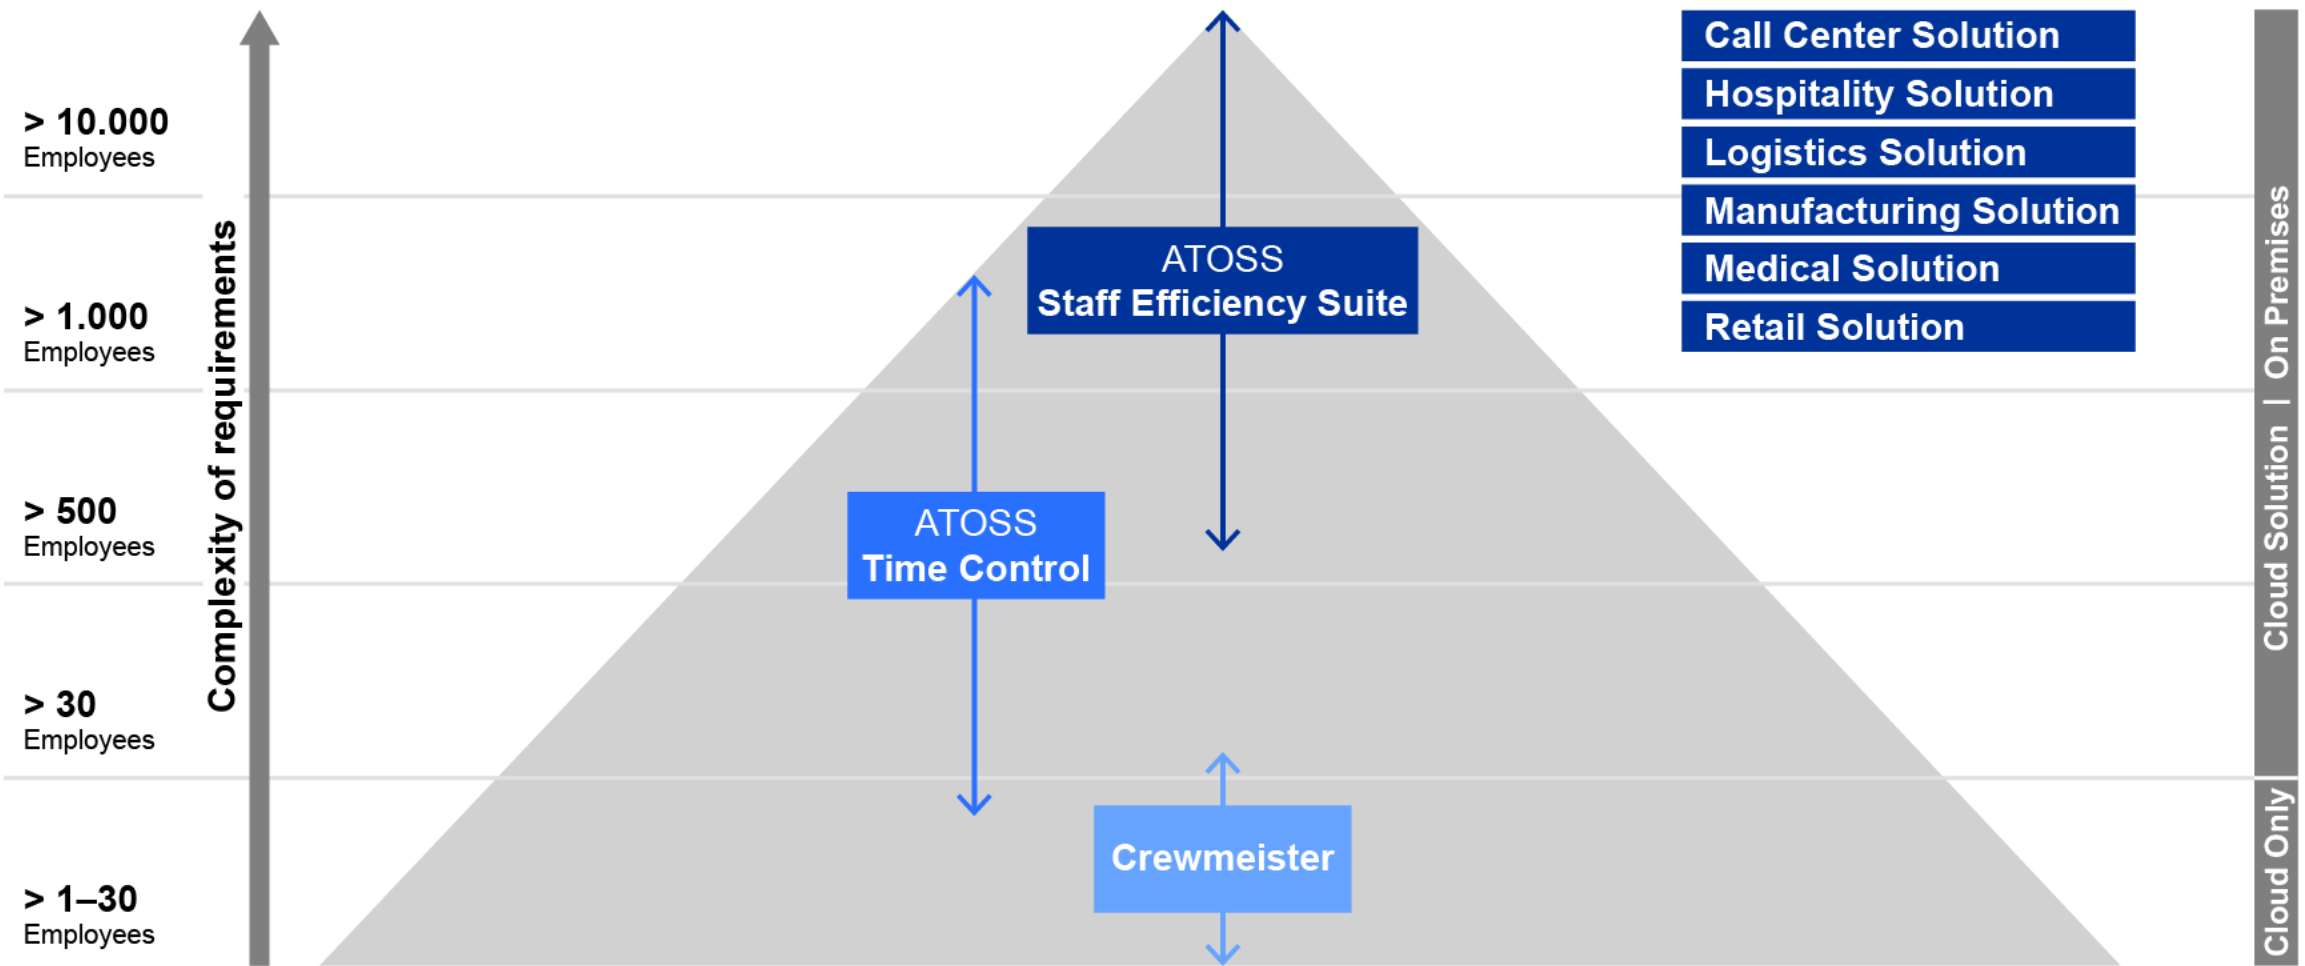 > 10.000
Employees
> 1.000
Employees
> 500
Employees
> 30
Employees
> 1–30
Employees
Complexity of requirements
ATOSS
Staff Efficiency Suite
ATOSS
Time Control
Crewmeister
Call Center Solution
Hospitality Solution
Logistics Solution
Manufacturing Solution
Medical Solution
Retail Solution
Cloud Solution | On Premises
Cloud Only